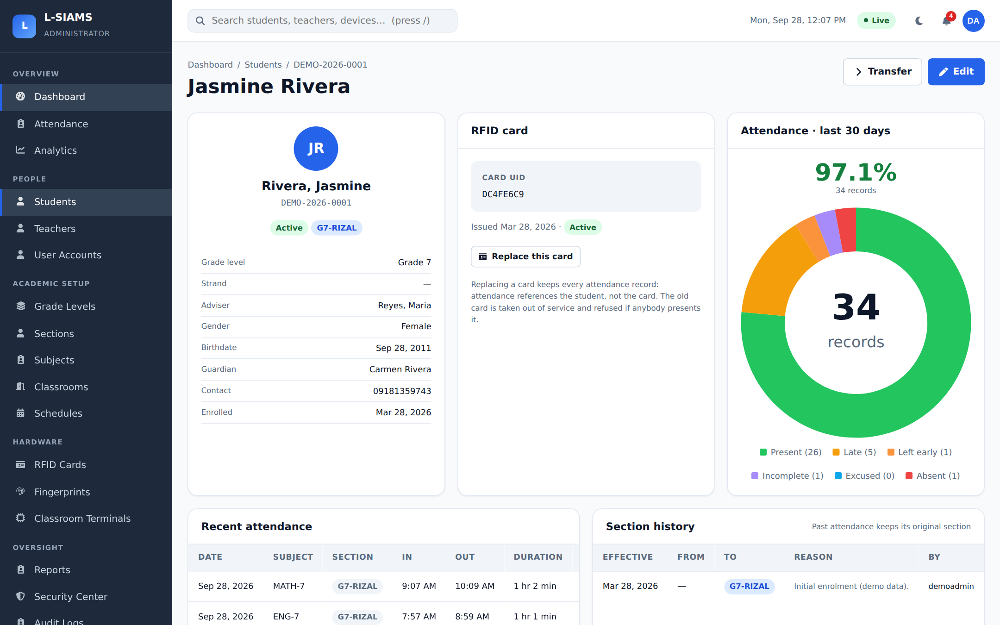 L
L-SIAMS
ADMINISTRATOR
OVERVIEW
Dashboard
Attendance
Analytics
PEOPLE
Students
Teachers
User Accounts
ACADEMIC SETUP
Grade Levels
Sections
Subjects
Classrooms
Schedules
HARDWARE
RFID Cards
Fingerprints
Classroom Terminals
OVERSIGHT
Reports
Security Center
Audit Logs
Search students, teachers, devices... (press /)
Mon, Sep 28, 12:07 PM
Live
4
DA
Dashboard / Students / DEMO-2026-0001
Jasmine Rivera
Transfer
Edit
JR
Rivera, Jasmine
DEMO-2026-0001
Active G7-RIZAL
Grade level Grade 7
Strand —
Adviser Reyes, Maria
Gender Female
Birthdate Sep 28, 2011
Guardian Carmen Rivera
Contact 09181359743
Enrolled Mar 28, 2026
RFID card
CARD UID
DC4FE6C9
Issued Mar 28, 2026 · Active
Replace this card
Replacing a card keeps every attendance record:
attendance references the student, not the card. The old
card is taken out of service and refused if anybody presents
it.
Attendance · last 30 days
97.1%
34 records
34
records
Present (26) Late (5) Left early (1)
Incomplete (1) Excused (0) Absent (1)
Recent attendance
DATE SUBJECT SECTION IN OUT DURATION
Sep 28, 2026 MATH-7 G7-RIZAL 9:07 AM 10:09 AM 1 hr 2 min
Sep 28, 2026 ENG-7 G7-RIZAL 7:57 AM 8:59 AM 1 hr 1 min
Section history
Past attendance keeps its original section
EFFECTIVE FROM TO REASON BY
Mar 28, 2026 — G7-RIZAL Initial enrolment (demo data). demoadmin